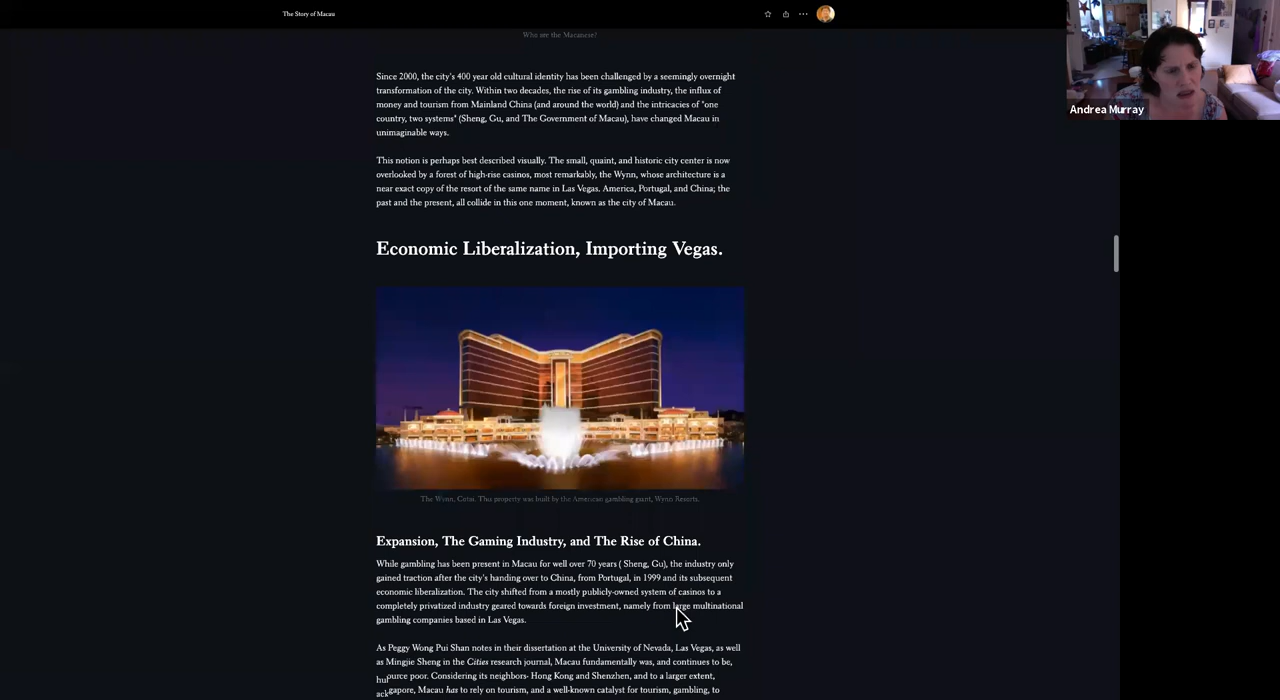 The Story of Macau
Andrea Murray
Who are the Macanese?
Since 2000, the city's 400 year old cultural identity has been challenged by a seemingly overnight
transformation of the city. Within two decades, the rise of its gambling industry, the influx of
money and tourism from Mainland China (and around the world) and the intricacies of "one
country, two systems" (Sheng, Gu, and The Government of Macau), have changed Macau in
unimaginable ways.
This notion is perhaps best described visually. The small, quaint, and historic city center is now
overlooked by a forest of high-rise casinos, most remarkably, the Wynn, whose architecture is a
near exact copy of the resort of the same name in Las Vegas. America, Portugal, and China; the
past and the present, all collide in this one moment, known as the city of Macau.
Economic Liberalization, Importing Vegas.
The Wynn, Cotai. This property was built by the American gambling giant, Wynn Resorts.
Expansion, The Gaming Industry, and The Rise of China.
While gambling has been present in Macau for well over 70 years ( Sheng, Gu), the industry only
gained traction after the city's handing over to China, from Portugal, in 1999 and its subsequent
economic liberalization. The city shifted from a mostly publicly-owned system of casinos to a
completely privatized industry geared towards foreign investment, namely from large multinational
gambling companies based in Las Vegas.
As Peggy Wong Pui Shan notes in their dissertation at the University of Nevada, Las Vegas, as well
as Mingjie Sheng in the Cities research journal, Macau fundamentally was, and continues to be,
ource poor. Considering its neighbors- Hong Kong and Shenzhen, and to a larger extent,
gapore, Macau has to rely on tourism, and a well-known catalyst for tourism, gambling, to